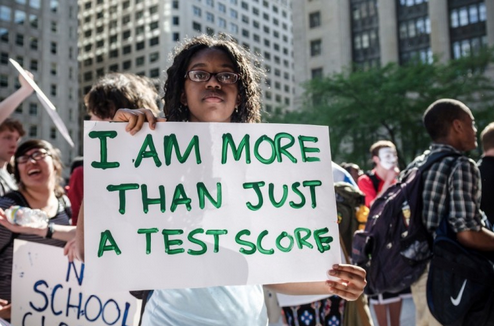 I AM MORE
THAN JUST
A TEST SCORE
N
SCHOOL